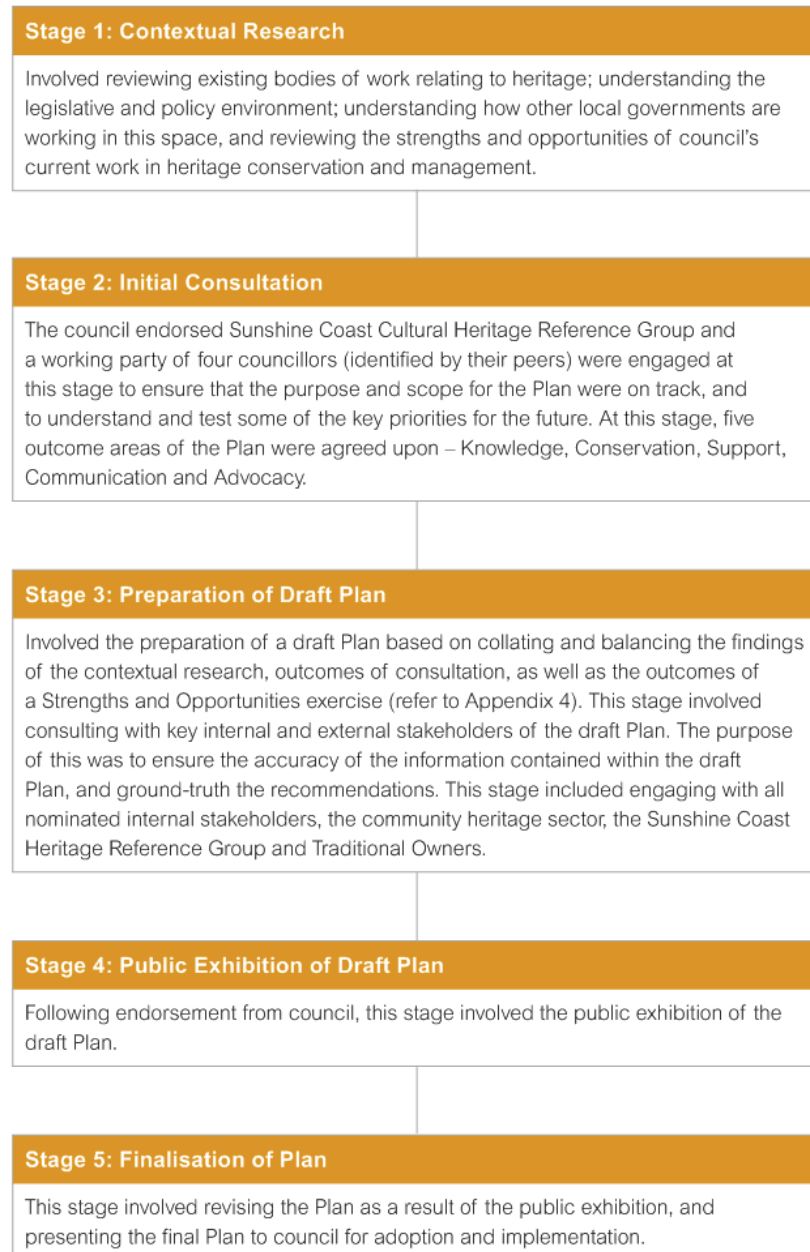 Stage 1: Contextual Research
Involved reviewing existing bodies of work relating to heritage; understanding the
legislative and policy environment; understanding how other local governments are
working in this space, and reviewing the strengths and opportunities of council's
current work in heritage conservation and management.
Stage 2: Initial Consultation
The council endorsed Sunshine Coast Cultural Heritage Reference Group and
a working party of four councillors (identified by their peers) were engaged at
this stage to ensure that the purpose and scope for the Plan were on track, and
to understand and test some of the key priorities for the future. At this stage, five
outcome areas of the Plan were agreed upon – Knowledge, Conservation, Support,
Communication and Advocacy.
Stage 3: Preparation of Draft Plan
Involved the preparation of a draft Plan based on collating and balancing the findings
of the contextual research, outcomes of consultation, as well as the outcomes of
a Strengths and Opportunities exercise (refer to Appendix 4). This stage involved
consulting with key internal and external stakeholders of the draft Plan. The purpose
of this was to ensure the accuracy of the information contained within the draft
Plan, and ground-truth the recommendations. This stage included engaging with all
nominated internal stakeholders, the community heritage sector, the Sunshine Coast
Heritage Reference Group and Traditional Owners.
Stage 4: Public Exhibition of Draft Plan
Following endorsement from council, this stage involved the public exhibition of the
draft Plan.
Stage 5: Finalisation of Plan
This stage involved revising the Plan as a result of the public exhibition, and
presenting the final Plan to council for adoption and implementation.